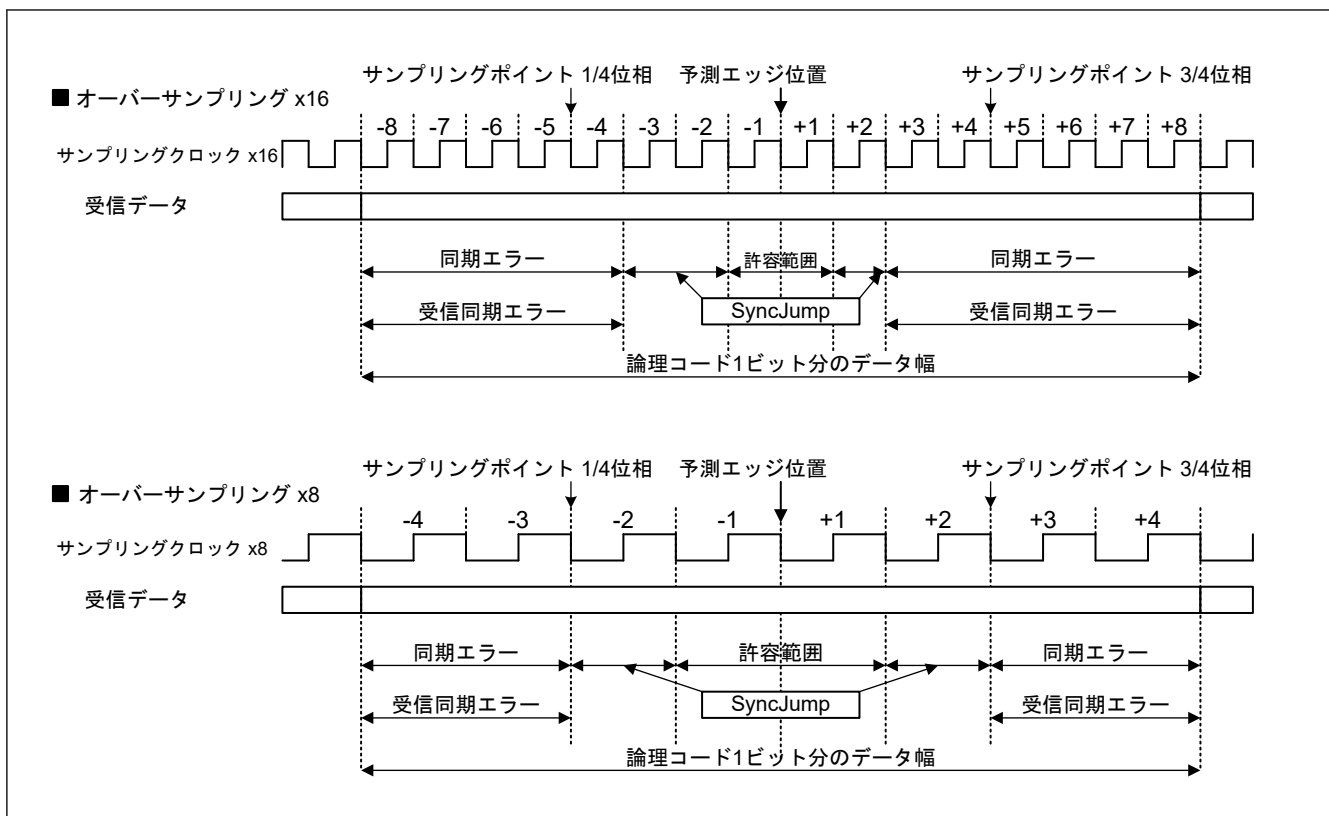 サンプリングポイント 1/4位相 予測エッジ位置 サンプリングポイント 3/4位相
■ オーバーサンプリング x16
-8 -7 -6 -5 -4 -3 -2 -1 +1 +2 +3 +4 +5 +6 +7 +8
サンプリングクロック x16
受信データ
同期エラー 許容範囲 同期エラー
受信同期エラー SyncJump 受信同期エラー
論理コード1ビット分のデータ幅
サンプリングポイント 1/4位相 予測エッジ位置 サンプリングポイント 3/4位相
■ オーバーサンプリング x8
-4 -3 -2 -1 +1 +2 +3 +4
サンプリングクロック x8
受信データ
同期エラー 許容範囲 同期エラー
受信同期エラー SyncJump 受信同期エラー
論理コード1ビット分のデータ幅